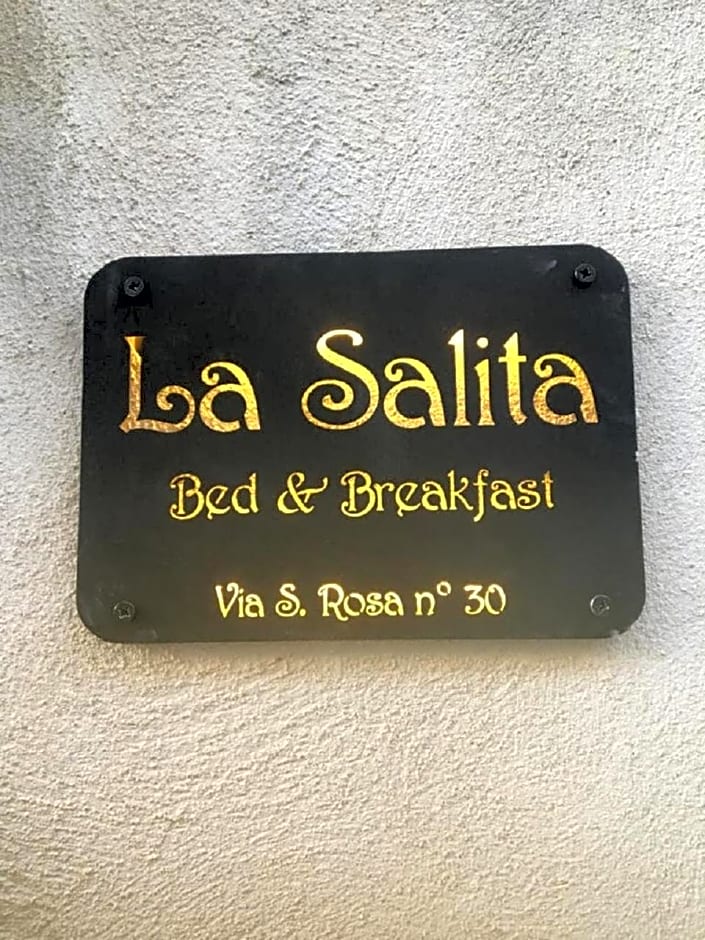 La Salita
Bed & Breakfast
Via S. Rosa n° 30